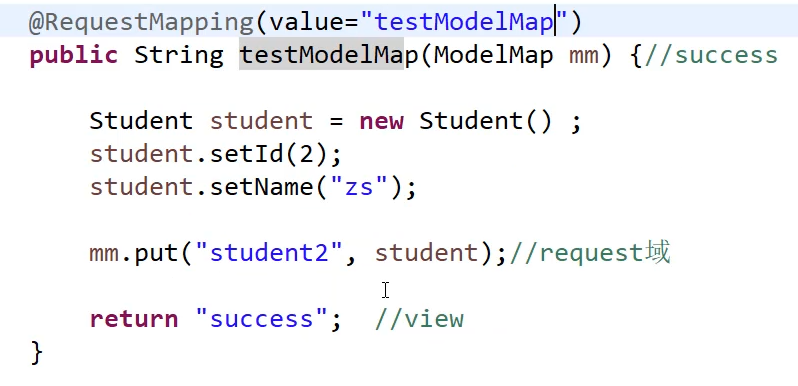 @RequestMapping(value="testModelMap")
public String testModelMap(ModelMap mm) {//success
Student student = new Student() ;
student.setId(2);
student.setName("zs");
mm.put("student2", student);//request域
return "success";  //view
}